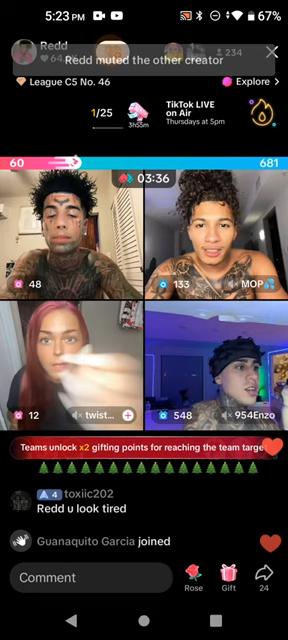 5:23 PM
67%
Redd
234
Redd muted the other creator
League C5 No. 46
Explore >
1/25
3h55m
TikTok LIVE
on Air
Thursdays at 5pm
60
681
03:36
48
133
MOP
12
twist...
548
954Enzo
Teams unlock x2 gifting points for reaching the team targe
4 toxiic202
Redd u look tired
Guanaquito Garcia joined
Comment
Rose
Gift
24